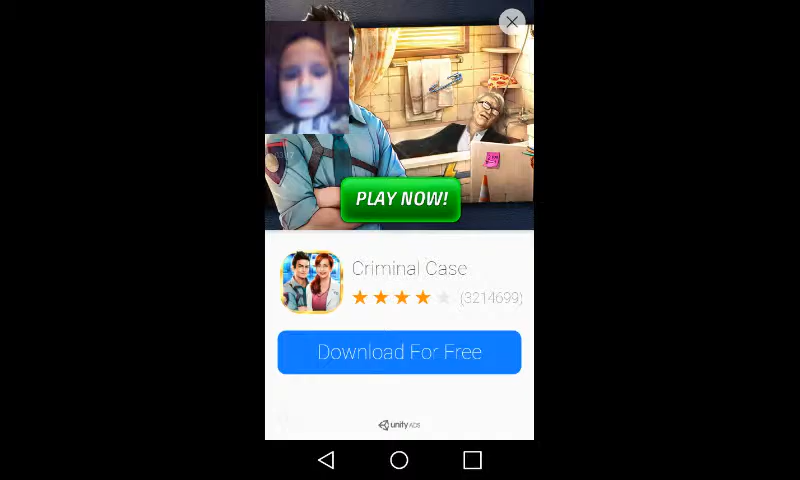 PLAY NOW!
Criminal Case
(3214699)
Download For Free
unity ADS